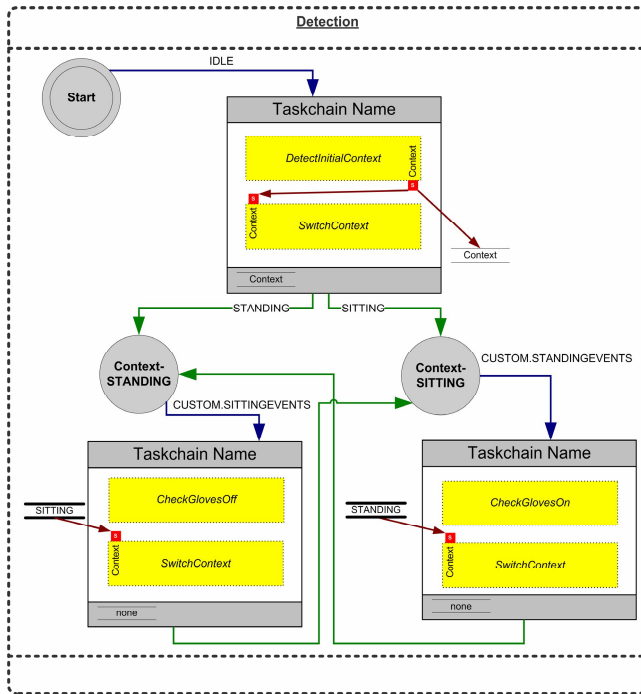 Detection
IDLE
Start
Taskchain Name
DetectInitialContext
Context
s
s
Context
SwitchContext
Context
Context
STANDING
SITTING
Context-
STANDING
Context-
SITTING
CUSTOM.STANDINGEVENTS
CUSTOM.SITTINGEVENTS
Taskchain Name
CheckGlovesOff
SITTING
s
Context
SwitchContext
none
Taskchain Name
CheckGlovesOn
STANDING
s
Context
SwitchContext
none